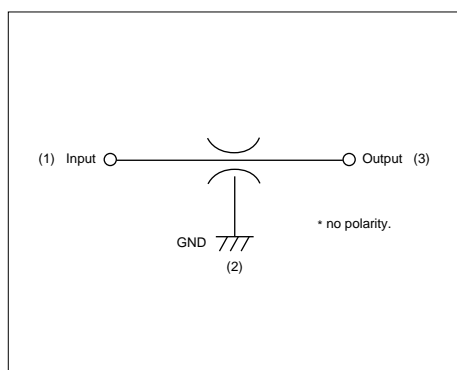 (1) Input Output (3)
* no polarity.
GND
(2)